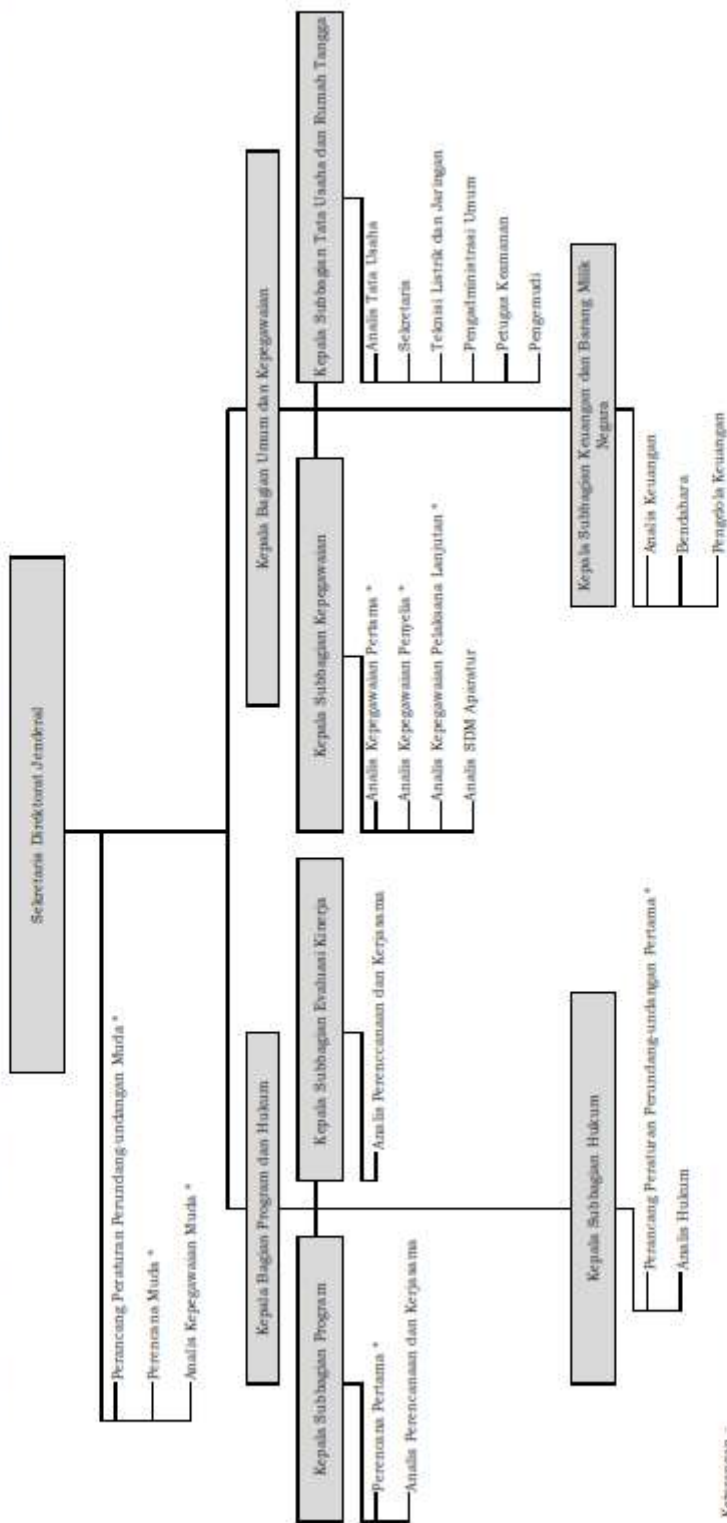 Sekretaris Direktorat Jenderal
Perancang Peraturan Perundang-undangan Muda *
Perencana Muda *
Analis Kepegawaian Muda *
Kepala Bagian Program dan Hukum
Kepala Subbagian Program
Perencana Pertama *
Analis Perencanaan dan Kerjasama
Kepala Subbagian Evaluasi Kinerja
Analis Perenccanaan dan Kerjasama
Kepala Subbagian Hukum
Perancang Peraturan Perundang-undangan Pertama *
Analis Hukum
Kepala Bagian Umum dan Kepegawaian
Kepala Subbagian Kepegawaian
Analis Kepegawaian Pertama *
Analis Kepegawaian Penyelia *
Analis Kepegawaian Pelaksana Lanjutan *
Analis SDM Aparatur
Kepala Subbagan Tata Usaha dan Rumah Tangga
Analis Tata Usaha
Sekretaris
Teknisi Listrik dan Jaringan
Pengadministrasi Umum
Petugas Keamanan
Pengemudi
Kepala Subbagian Keuangan dan Barang Milik
Negara
Analis Keuangan
Bendahara
Pengelola Keuangan